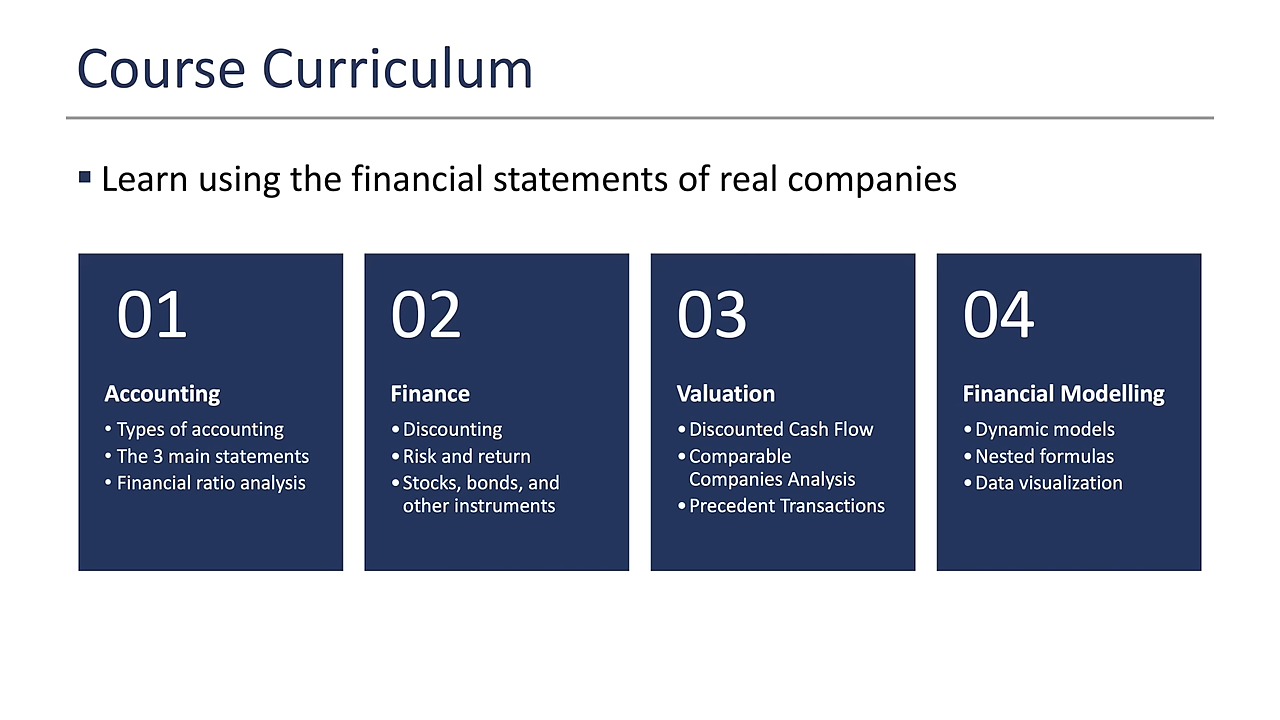 Course Curriculum
▪ Learn using the financial statements of real companies
01
Accounting
• Types of accounting
• The 3 main statements
• Financial ratio analysis
02
Finance
• Discounting
• Risk and return
• Stocks, bonds, and
other instruments
03
Valuation
• Discounted Cash Flow
• Comparable
Companies Analysis
• Precedent Transactions
04
Financial Modelling
• Dynamic models
• Nested formulas
• Data visualization